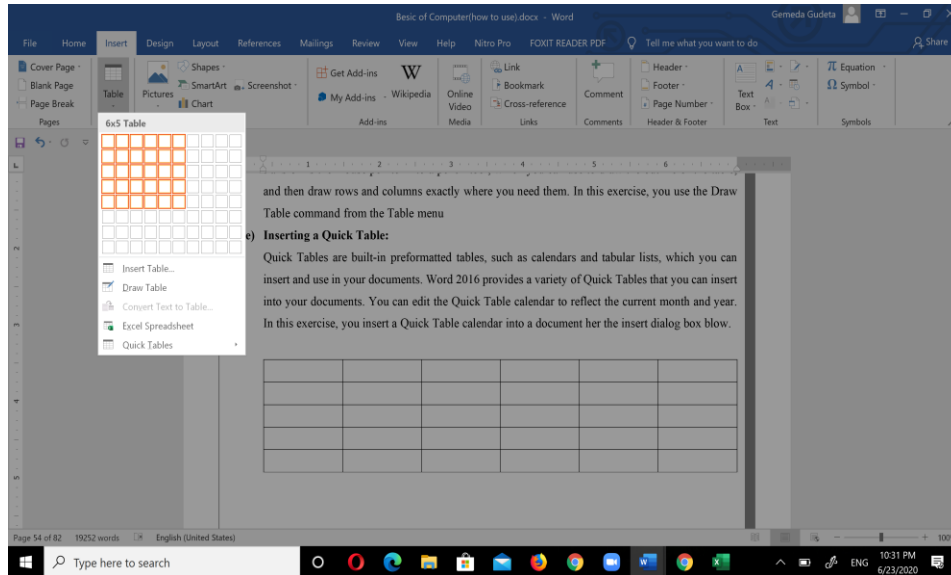 Besic of Computer(how to use).docx - Word
Gemeda Gudeta
File Home Insert Design Layout References Mailings Review View Help Nitro Pro FOXIT READER PDF Tell me what you want to do Share
Cover Page
Blank Page
Page Break
Pages
Table
Pictures
Shapes
SmartArt
Chart
Screenshot
Get Add-ins
My Add-ins
Wikipedia
Add-ins
Online
Video
Media
Link
Bookmark
Cross-reference
Links
Comment
Comments
Header
Footer
Page Number
Header & Footer
Text
Box
Text
Equation
Symbol
Symbols
6x5 Table
Insert Table...
Draw Table
Convert Text to Table...
Excel Spreadsheet
Quick Tables
1 2 3 4 5 6
and then draw rows and columns exactly where you need them. In this exercise, you use the Draw
Table command from the Table menu
e) Inserting a Quick Table:
Quick Tables are built-in preformatted tables, such as calendars and tabular lists, which you can
insert and use in your documents. Word 2016 provides a variety of Quick Tables that you can insert
into your documents. You can edit the Quick Table calendar to reflect the current month and year.
In this exercise, you insert a Quick Table calendar into a document her the insert dialog box blow.
Page 54 of 82 19252 words English (United States)
100
Type here to search
ENG
10:31 PM
6/23/2020